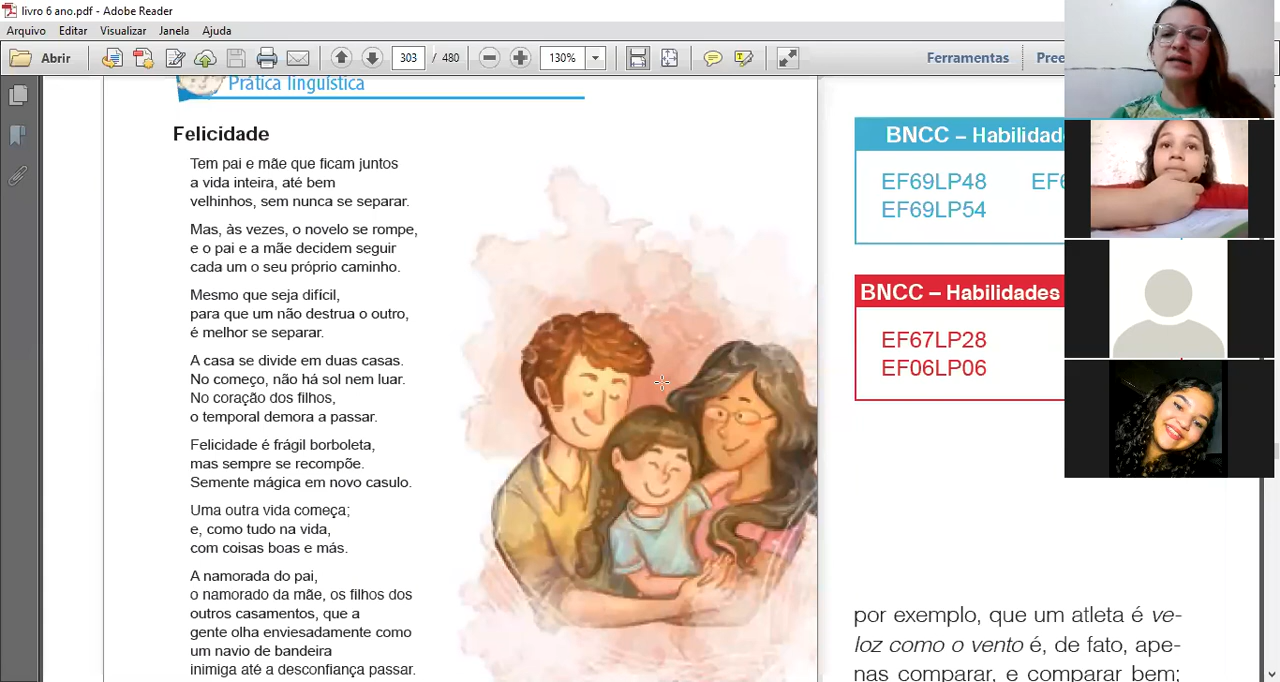 livro 6 ano.pdf - Adobe Reader
Arquivo Editar Visualizar Janela Ajuda
Abrir 303 / 480 130% Ferramentas Pree
Prática linguística
Felicidade
Tem pai e mãe que ficam juntos
a vida inteira, até bem
velhinhos, sem nunca se separar.
Mas, às vezes, o novelo se rompe,
e o pai e a mãe decidem seguir
cada um o seu próprio caminho.
Mesmo que seja difícil,
para que um não destrua o outro,
é melhor se separar.
A casa se divide em duas casas.
No começo, não há sol nem luar.
No coração dos filhos,
o temporal demora a passar.
Felicidade é frágil borboleta,
mas sempre se recompõe.
Semente mágica em novo casulo.
Uma outra vida começa;
e, como tudo na vida,
com coisas boas e más.
A namorada do pai,
o namorado da mãe, os filhos dos
outros casamentos, que a
gente olha enviesadamente como
um navio de bandeira
inimiga até a desconfiança passar.
BNCC – Habilidad
EF69LP48 EF6
EF69LP54
BNCC – Habilidades
EF67LP28
EF06LP06
por exemplo, que um atleta é ve-
loz como o vento é, de fato, ape-
nas comparar, e comparar bem;